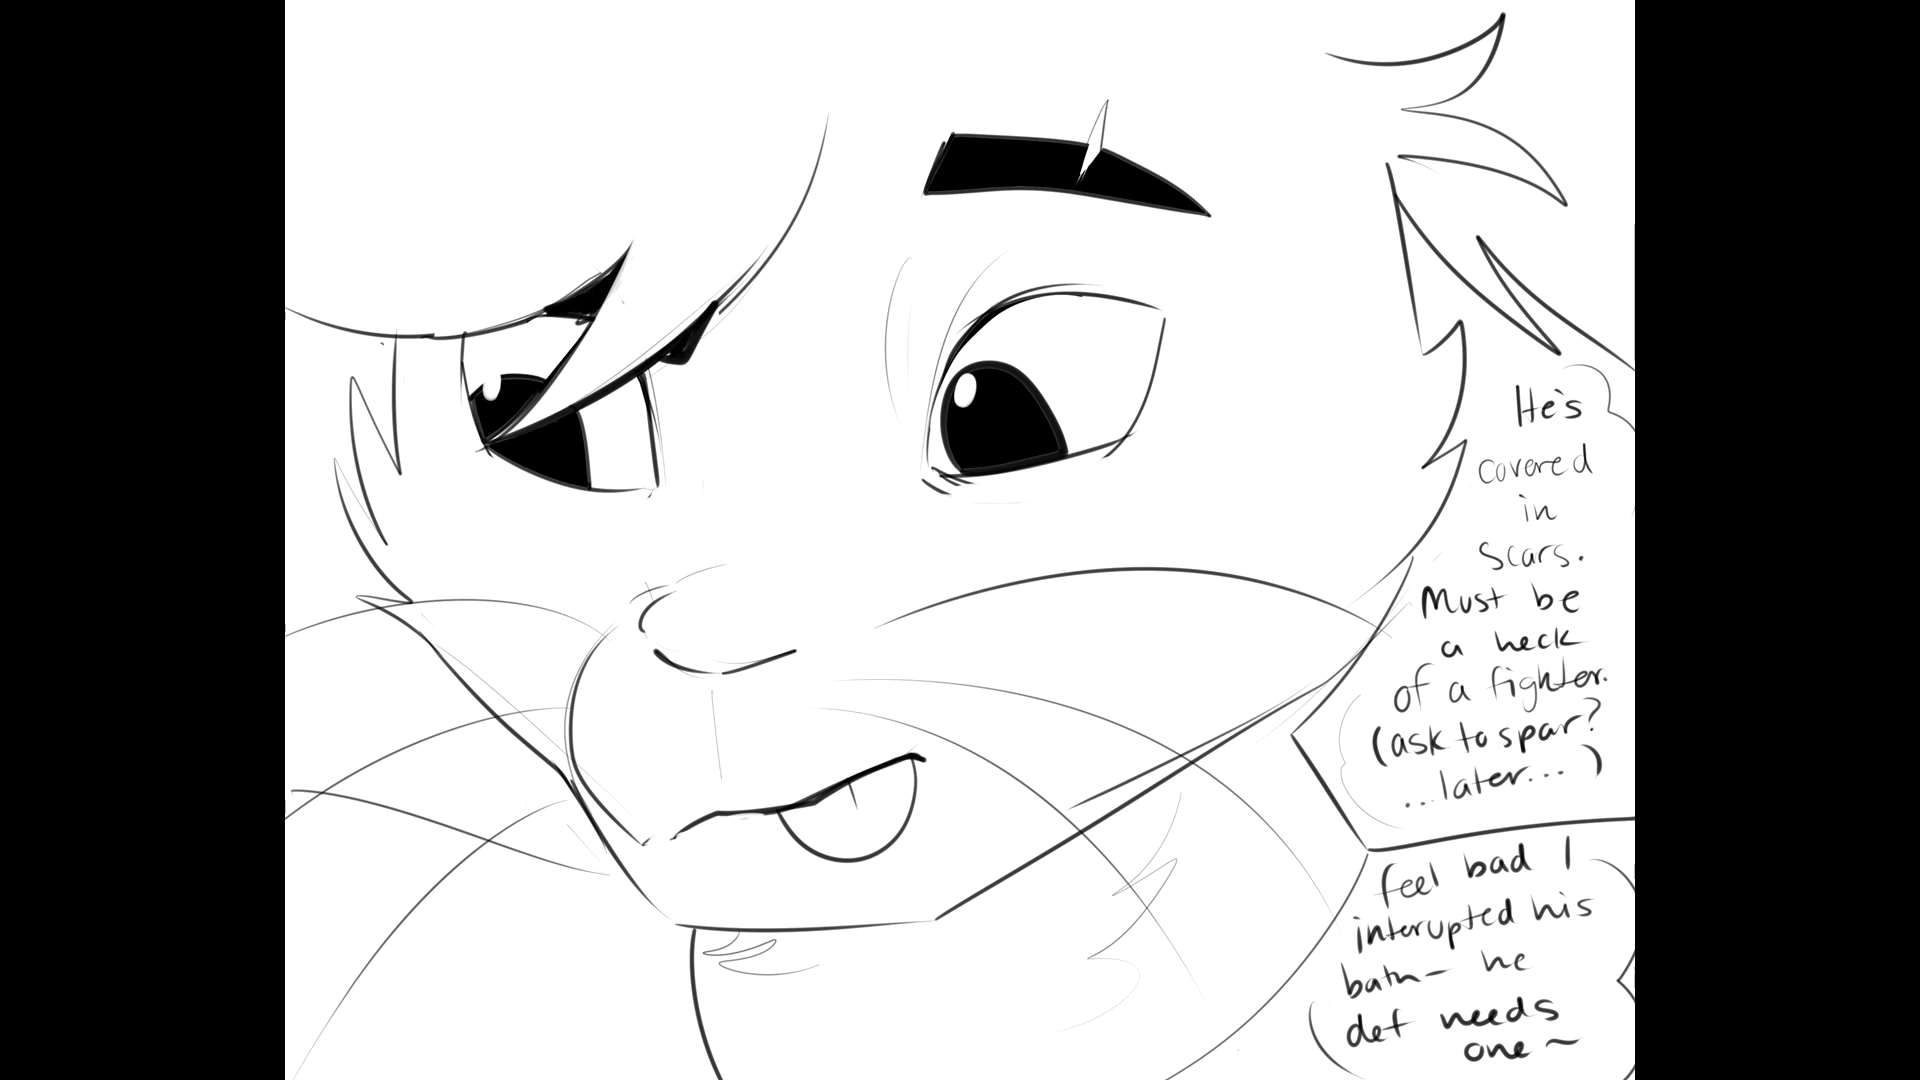 He's
covered
in
scars.
Must be
a heck
of a fighter.
(ask to spar?
...later...)
feel bad I
interupted his
bath- he
def needs
one ~